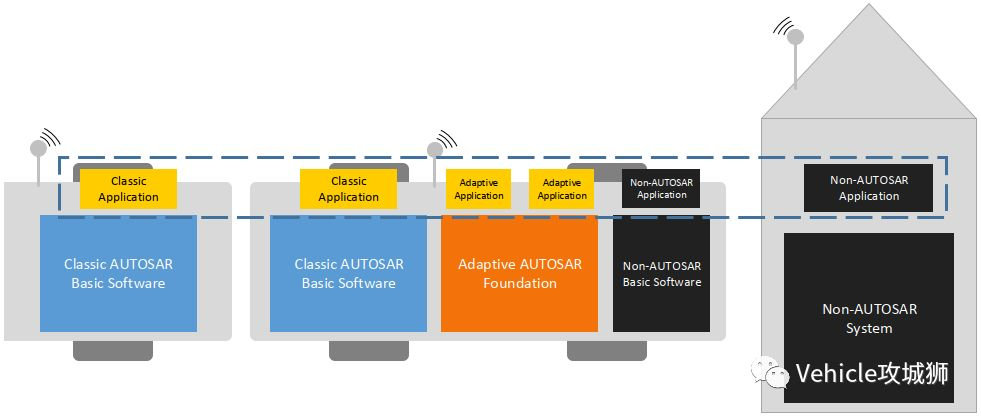 Classic
Application
Classic
Application
Adaptive
Application
Adaptive
Application
Non-AUTOSAR
Application
Non-AUTOSAR
Application
Classic AUTOSAR
Basic Software
Classic AUTOSAR
Basic Software
Adaptive AUTOSAR
Foundation
Non-AUTOSAR
Basic Software
Non-AUTOSAR
System
Vehicle攻城狮